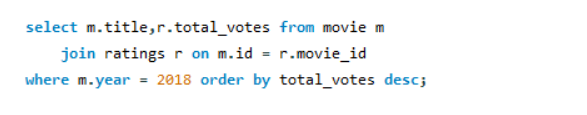 select m.title,r.total_votes from movie m
join ratings r on m.id = r.movie_id
where m.year = 2018 order by total_votes desc;